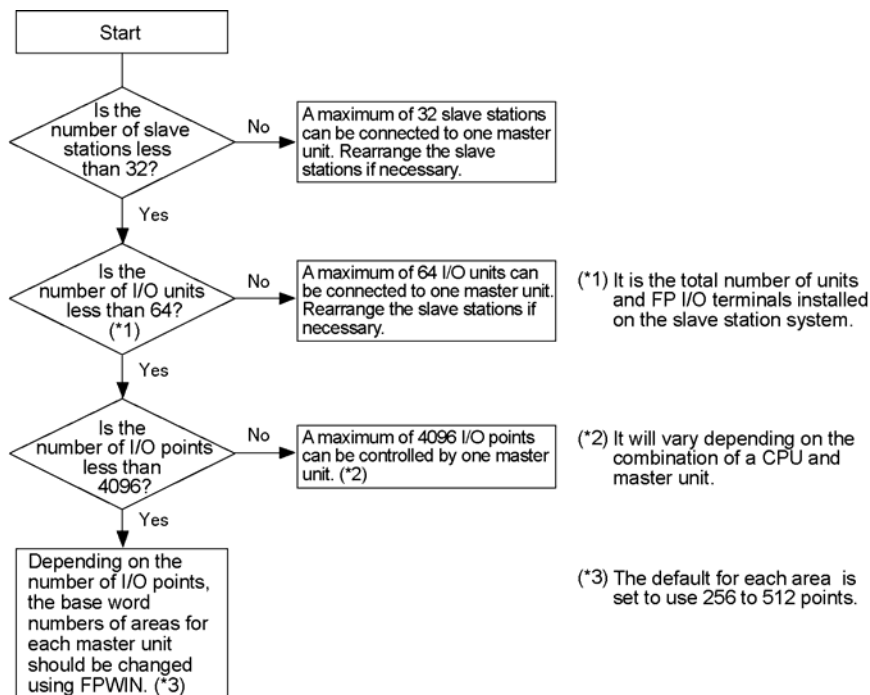 Start
Is the
number of slave
stations less
than 32?
No
A maximum of 32 slave stations
can be connected to one master
unit. Rearrange the slave
stations if necessary.
Yes
Is the
number of I/O units
less than 64?
(*1)
No
A maximum of 64 I/O units can
be connected to one master unit.
Rearrange the slave stations if
necessary.
(*1) It is the total number of units
and FP I/O terminals installed
on the slave station system.
Yes
Is the
number of I/O points
less than
4096?
No
A maximum of 4096 I/O points
can be controlled by one master
unit. (*2)
(*2) It will vary depending on the
combination of a CPU and
master unit.
Yes
Depending on the
number of I/O points,
the base word
numbers of areas for
each master unit
should be changed
using FPWIN. (*3)
(*3) The default for each area is
set to use 256 to 512 points.